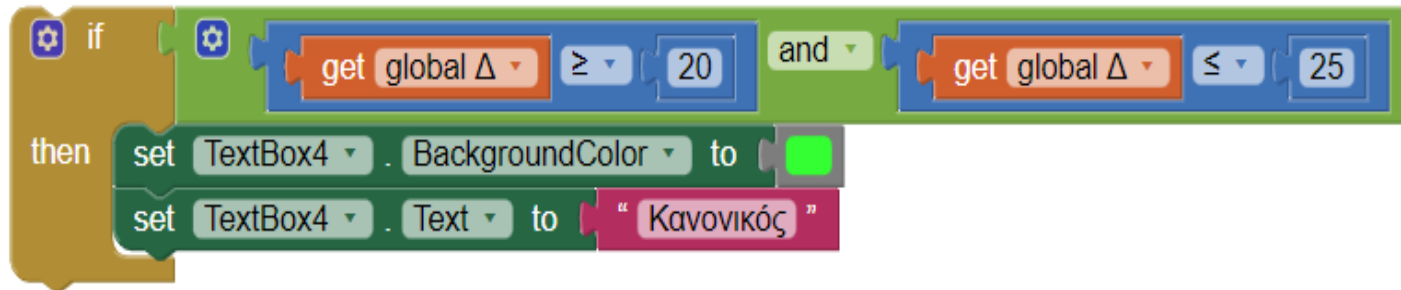 if get global Δ ≥ 20 and get global Δ ≤ 25
then set TextBox4 . BackgroundColor to
set TextBox4 . Text to “ Κανονικός ”